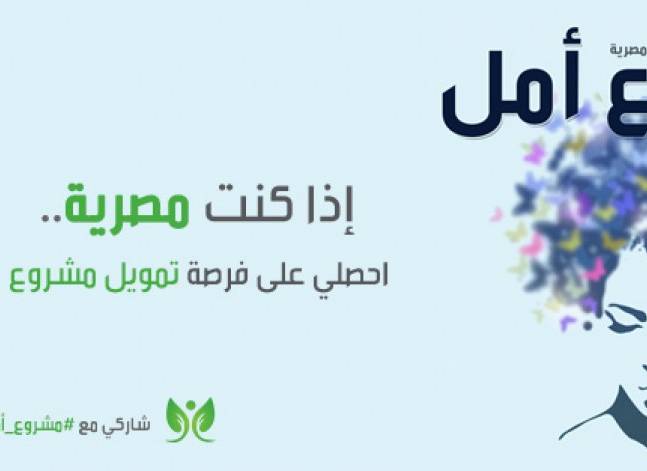 مصرية
ع أمل
إذا كنت مصرية..
احصلي على فرصة تمويل مشروع
شاركي مع #مشروع_أ